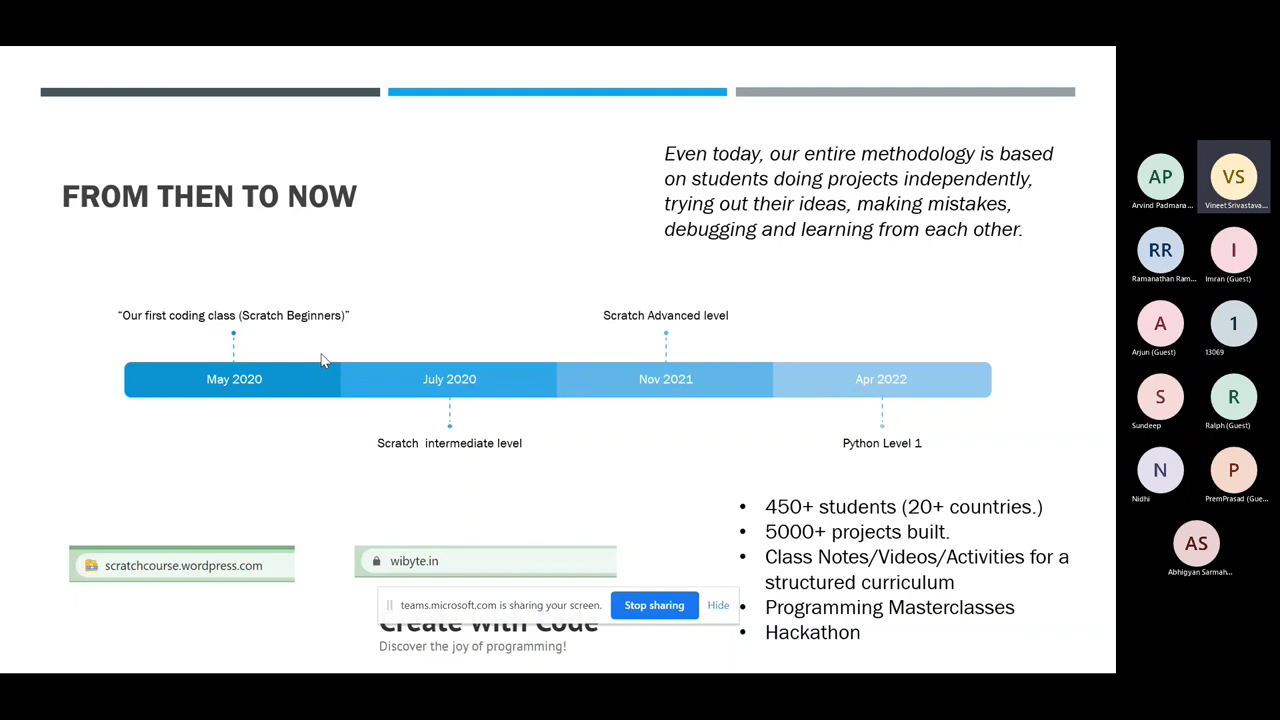 FROM THEN TO NOW
Even today, our entire methodology is based
on students doing projects independently,
trying out their ideas, making mistakes,
debugging and learning from each other.
“Our first coding class (Scratch Beginners)”
Scratch Advanced level
May 2020
July 2020
Nov 2021
Apr 2022
Scratch intermediate level
Python Level 1
• 450+ students (20+ countries.)
• 5000+ projects built.
• Class Notes/Videos/Activities for a
structured curriculum
• Programming Masterclasses
• Hackathon
scratchcourse.wordpress.com
wibyte.in
teams.microsoft.com is sharing your screen.
Stop sharing
Hide
Create with Code
Discover the joy of programming!
AP
Arvind Padmana...
VS
Vineet Srivastava...
RR
Ramanathan Ram...
I
Imran (Guest)
A
Arjun (Guest)
1
13069
S
Sundeep
R
Ralph (Guest)
N
Nidhi
P
PremPrasad (Gue...
AS
Abhigyan Sarmah...